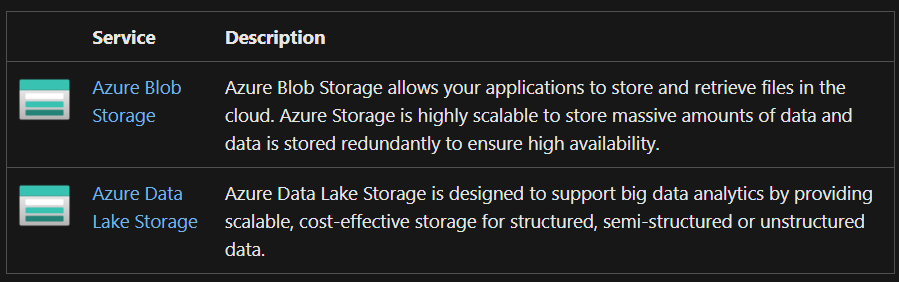 Service Description
Azure Blob Storage
Azure Blob Storage allows your applications to store and retrieve files in the
cloud. Azure Storage is highly scalable to store massive amounts of data and
data is stored redundantly to ensure high availability.
Azure Data Lake Storage
Azure Data Lake Storage is designed to support big data analytics by providing
scalable, cost-effective storage for structured, semi-structured or unstructured
data.